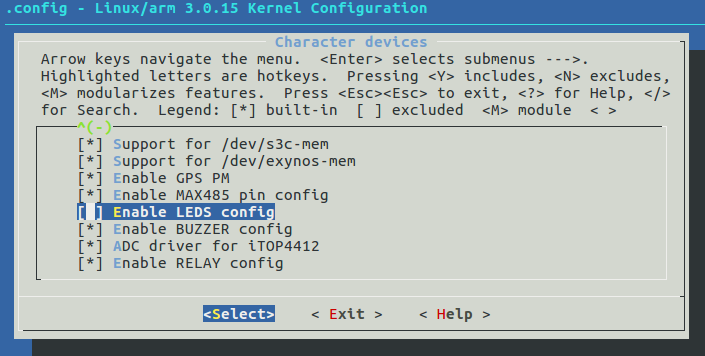 .config - Linux/arm 3.0.15 Kernel Configuration
Character devices
Arrow keys navigate the menu.  <Enter> selects submenus --->.
Highlighted letters are hotkeys.  Pressing <Y> includes, <N> excludes,
<M> modularizes features.  Press <Esc><Esc> to exit, <?> for Help, </>
for Search.  Legend: [*] built-in  [ ] excluded  <M> module  < >
^(-)
[*] Support for /dev/s3c-mem
[*] Support for /dev/exynos-mem
[*] Enable GPS PM
[*] Enable MAX485 pin config
[ ] Enable LEDS config
[*] Enable BUZZER config
[*] ADC driver for iTOP4412
[*] Enable RELAY config
<Select>    < Exit >    < Help >